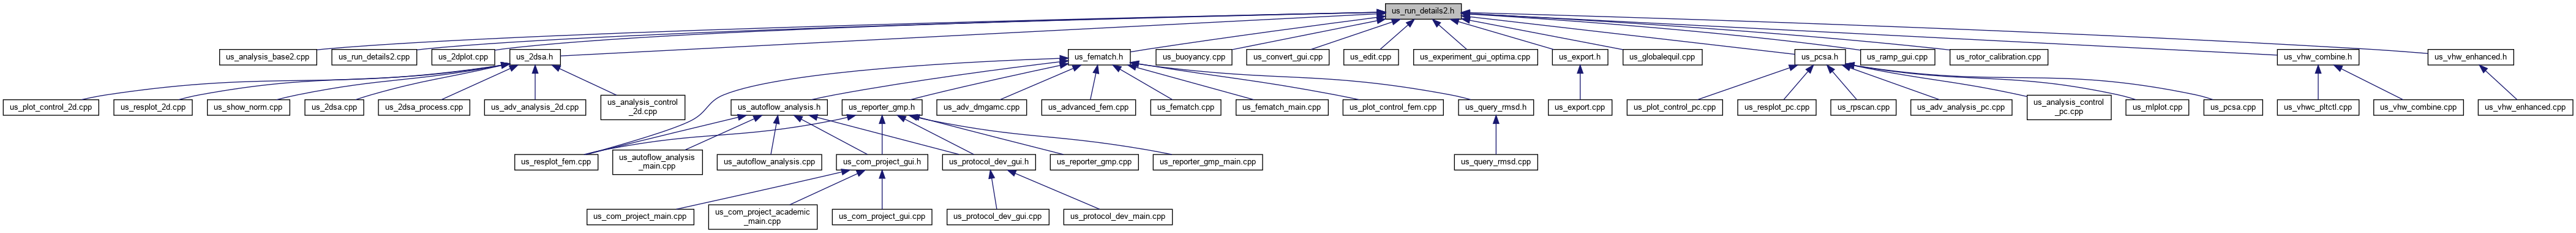 us_run_details2.h
us_analysis_base2.cpp
us_run_details2.cpp
us_2dplot.cpp
us_2dsa.h
us_fematch.h
us_buoyancy.cpp
us_convert_gui.cpp
us_edit.cpp
us_experiment_gui_optima.cpp
us_export.h
us_globalequil.cpp
us_pcsa.h
us_ramp_gui.cpp
us_rotor_calibration.cpp
us_vhw_combine.h
us_vhw_enhanced.h
us_plot_control_2d.cpp
us_resplot_2d.cpp
us_show_norm.cpp
us_2dsa.cpp
us_2dsa_process.cpp
us_adv_analysis_2d.cpp
us_analysis_control
_2d.cpp
us_autoflow_analysis.h
us_reporter_gmp.h
us_adv_dmgamc.cpp
us_advanced_fem.cpp
us_fematch.cpp
us_fematch_main.cpp
us_plot_control_fem.cpp
us_query_rmsd.h
us_export.cpp
us_plot_control_pc.cpp
us_resplot_pc.cpp
us_rpscan.cpp
us_adv_analysis_pc.cpp
us_analysis_control
_pc.cpp
us_mlplot.cpp
us_pcsa.cpp
us_vhwc_pltctl.cpp
us_vhw_combine.cpp
us_vhw_enhanced.cpp
us_resplot_fem.cpp
us_autoflow_analysis
_main.cpp
us_autoflow_analysis.cpp
us_com_project_gui.h
us_protocol_dev_gui.h
us_reporter_gmp.cpp
us_reporter_gmp_main.cpp
us_query_rmsd.cpp
us_com_project_main.cpp
us_com_project_academic
_main.cpp
us_com_project_gui.cpp
us_protocol_dev_gui.cpp
us_protocol_dev_main.cpp